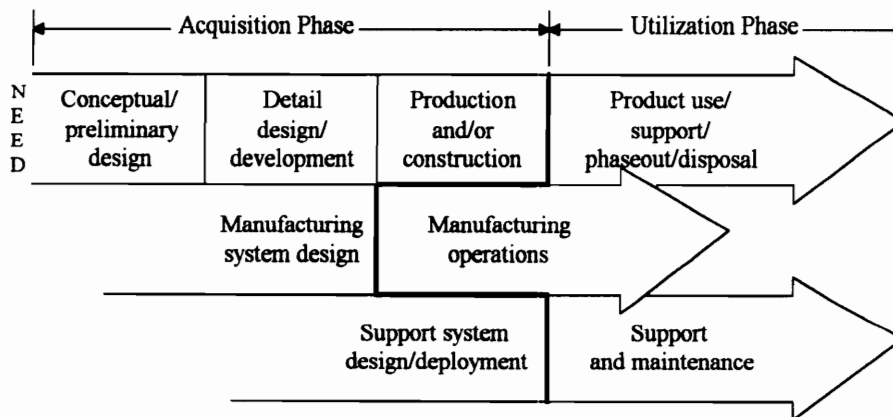 Acquisition Phase
Utilization Phase
NEED
Conceptual/
preliminary
design
Detail
design/
development
Production
and/or
construction
Product use/
support/
phaseout/disposal
Manufacturing
system design
Manufacturing
operations
Support system
design/deployment
Support
and maintenance